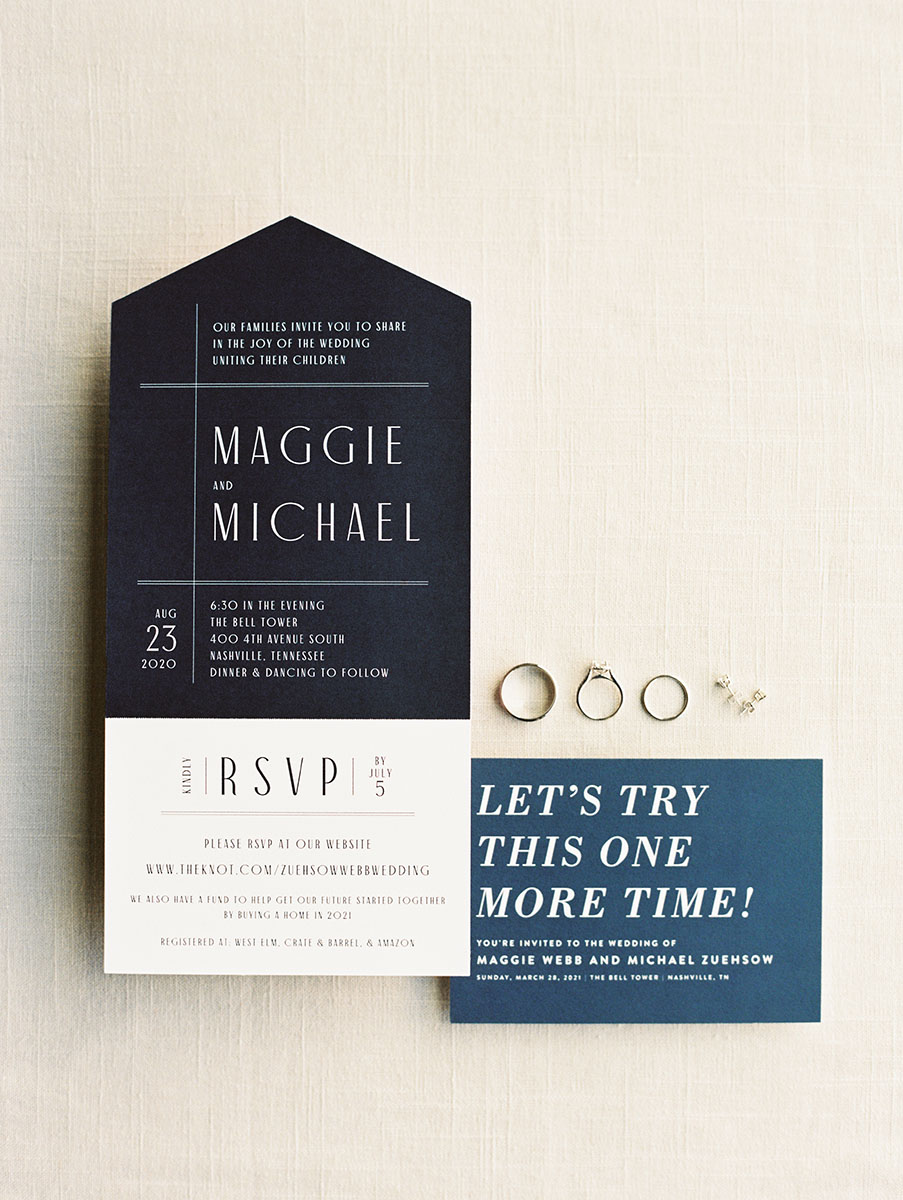 OUR FAMILIES INVITE YOU TO SHARE
IN THE JOY OF THE WEDDING
UNITING THEIR CHILDREN
MAGGIE
AND
MICHAEL
AUG
23
2020
6:30 IN THE EVENING
THE BELL TOWER
400 4TH AVENUE SOUTH
NASHVILLE, TENNESSEE
DINNER & DANCING TO FOLLOW
KINDLY
RSVP
BY
JULY
5
PLEASE RSVP AT OUR WEBSITE
WWW.THEKNOT.COM/ZUEHSOWWEBBWEDDING
WE ALSO HAVE A FUND TO HELP GET OUR FUTURE STARTED TOGETHER
BY BUYING A HOME IN 2021
REGISTERED AT: WEST ELM, CRATE & BARREL, & AMAZON
LET'S TRY
THIS ONE
MORE TIME!
YOU'RE INVITED TO THE WEDDING OF
MAGGIE WEBB AND MICHAEL ZUEHSOW
SUNDAY, MARCH 28, 2021 | THE BELL TOWER | NASHVILLE, TN